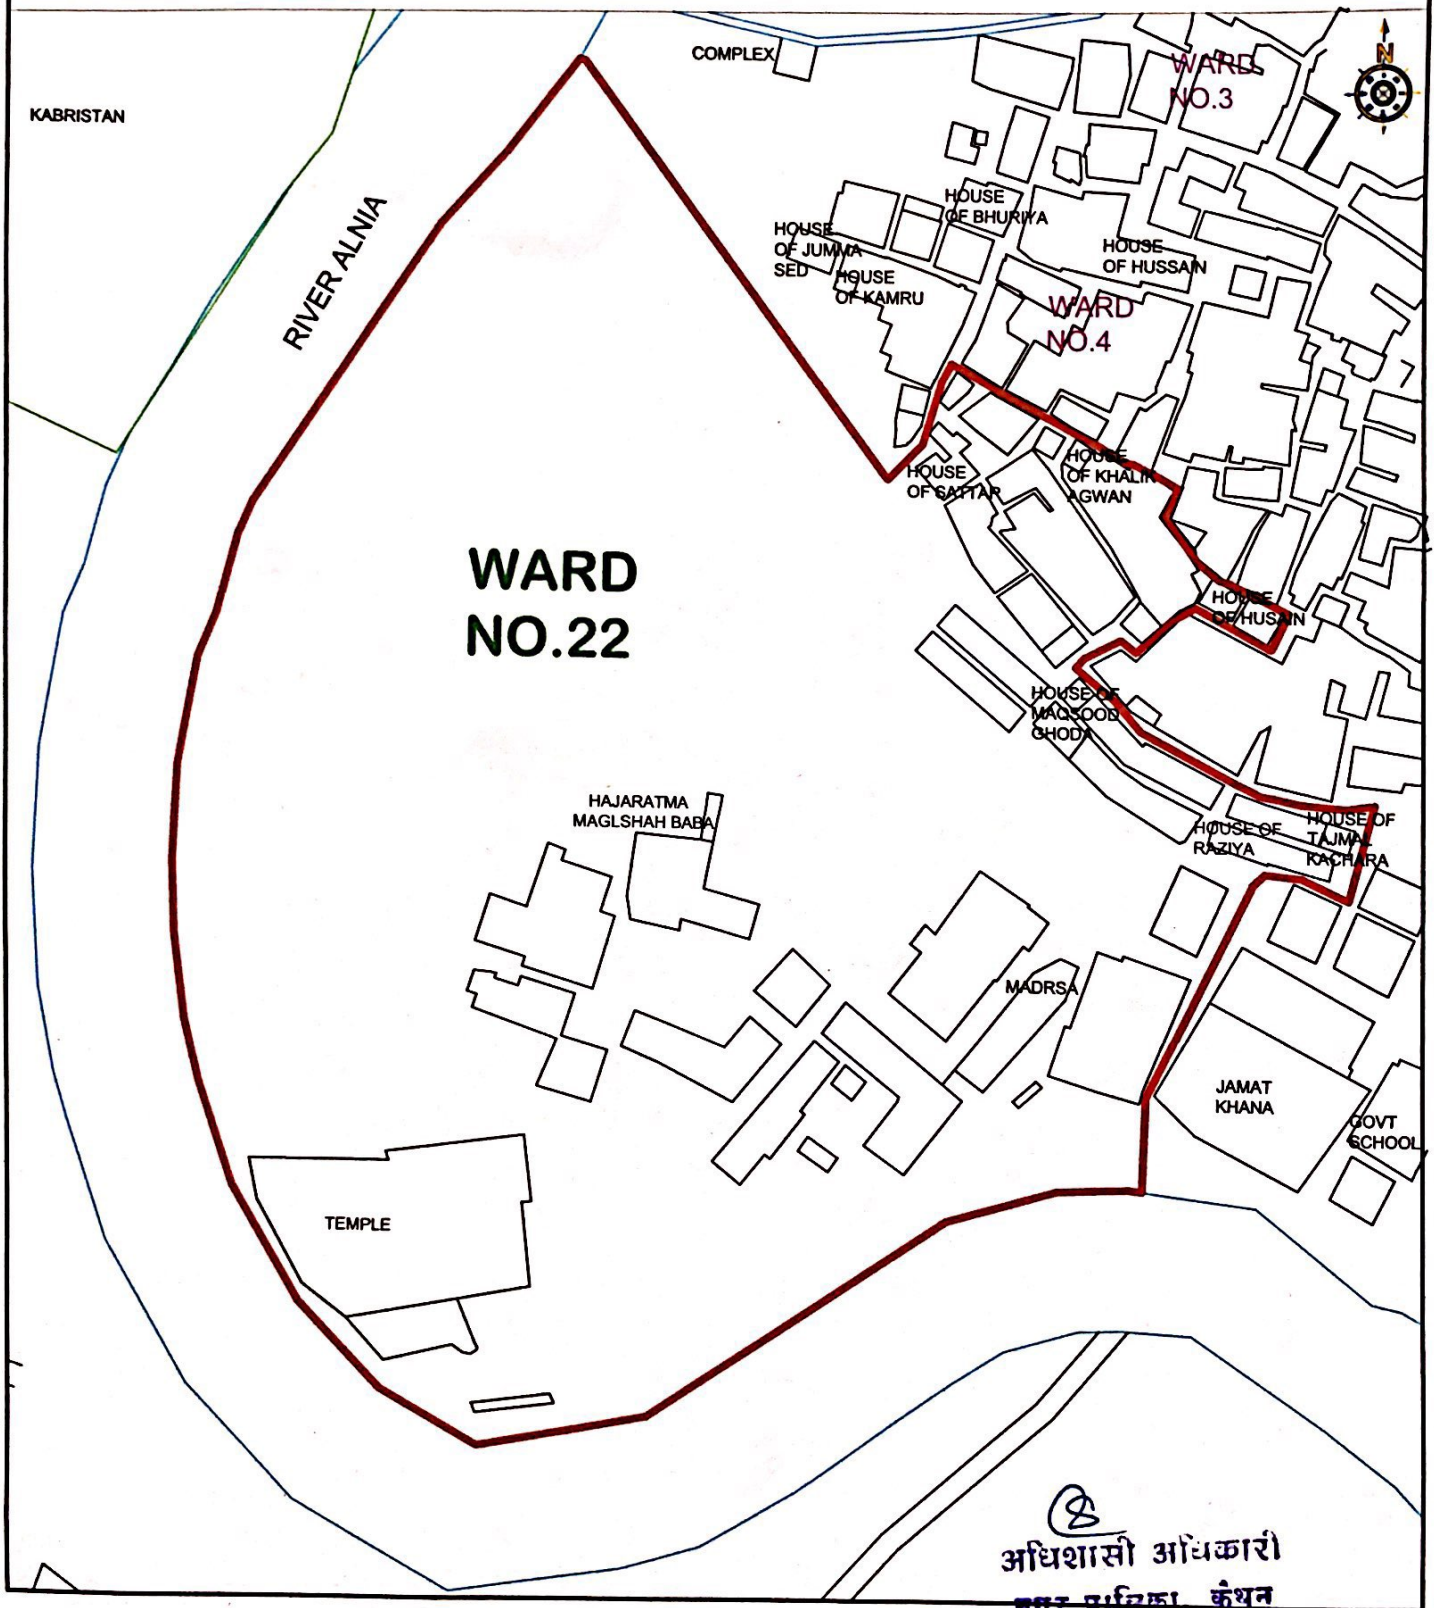 COMPLEX
WARD
NO.3
N
KABRISTAN
RIVER ALNIA
HOUSE
OF BHURIYA
HOUSE
OF JUMMA
SED
HOUSE
OF KAMRU
HOUSE
OF HUSSAIN
WARD
NO.4
HOUSE
OF SATTAR
HOUSE
OF KHALIK
AGWAN
WARD
NO.22
HOUSE
OF HUSAIN
HOUSE OF
MAQSOOD
GHODA
HAJARATMA
MAGLSHAH BABA
HOUSE OF
RAZIYA
HOUSE OF
TAJMAL
KACHARA
MADRSA
JAMAT
KHANA
GOVT
SCHOOL
TEMPLE
अधिशासी अधिकारी
नगर पालिका, कैथून